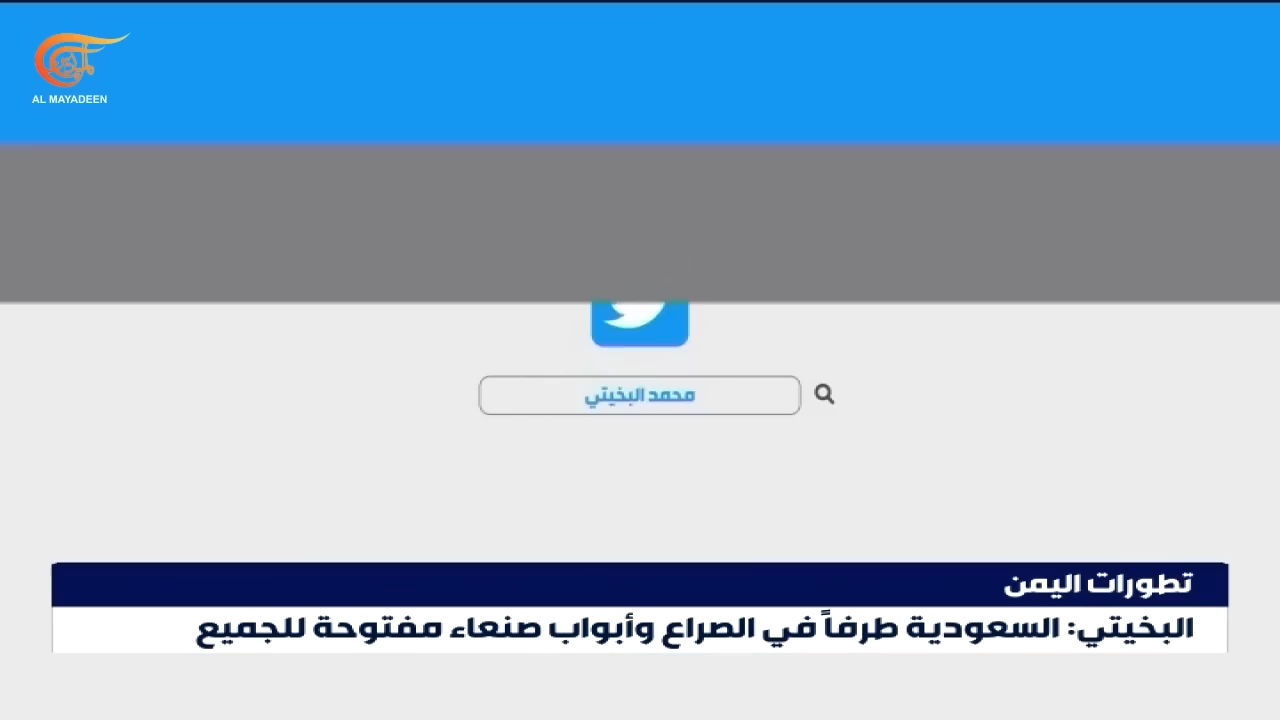 AL MAYADEEN
محمد البخيتي
تطورات اليمن
البخيتي: السعودية طرفاً في الصراع وأبواب صنعاء مفتوحة للجميع